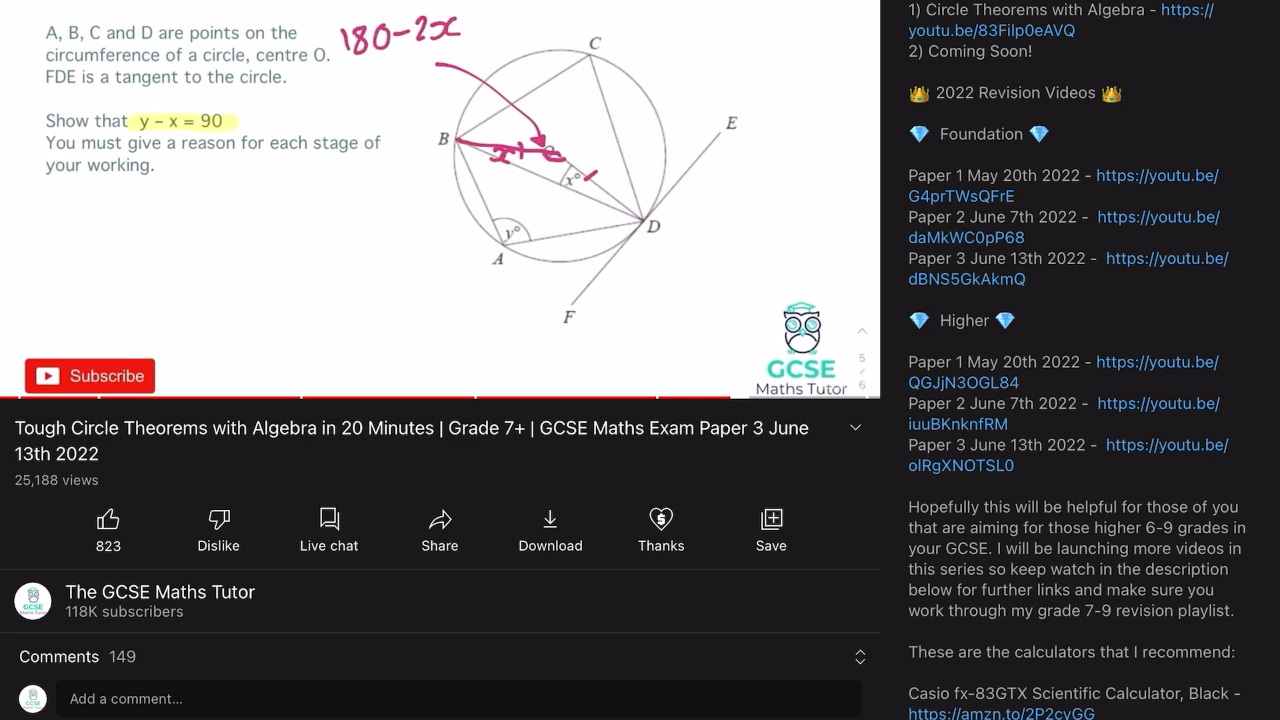 A, B, C and D are points on the
circumference of a circle, centre O.
FDE is a tangent to the circle.
180-2x
Show that y – x = 90
You must give a reason for each stage of
your working.
C
B
E
x
x°
y°
D
A
F
GCSE
Maths Tutor
5
/
6
Subscribe
Tough Circle Theorems with Algebra in 20 Minutes | Grade 7+ | GCSE Maths Exam Paper 3 June
13th 2022
25,188 views
823
Dislike
Live chat
Share
Download
Thanks
Save
GCSE
The GCSE Maths Tutor
118K subscribers
Comments 149
Add a comment...
1) Circle Theorems with Algebra - https://
youtu.be/83Filp0eAVQ
2) Coming Soon!
👑 2022 Revision Videos 👑
💎 Foundation 💎
Paper 1 May 20th 2022 - https://youtu.be/
G4prTWsQFrE
Paper 2 June 7th 2022 - https://youtu.be/
daMkWC0pP68
Paper 3 June 13th 2022 - https://youtu.be/
dBNS5GkAkmQ
💎 Higher 💎
Paper 1 May 20th 2022 - https://youtu.be/
QGJjN3OGL84
Paper 2 June 7th 2022 - https://youtu.be/
iuuBKnknfRM
Paper 3 June 13th 2022 - https://youtu.be/
olRgXNOTSL0
Hopefully this will be helpful for those of you
that are aiming for those higher 6-9 grades in
your GCSE. I will be launching more videos in
this series so keep watch in the description
below for further links and make sure you
work through my grade 7-9 revision playlist.
These are the calculators that I recommend:
Casio fx-83GTX Scientific Calculator, Black -
https://amzn.to/2P2cvGG